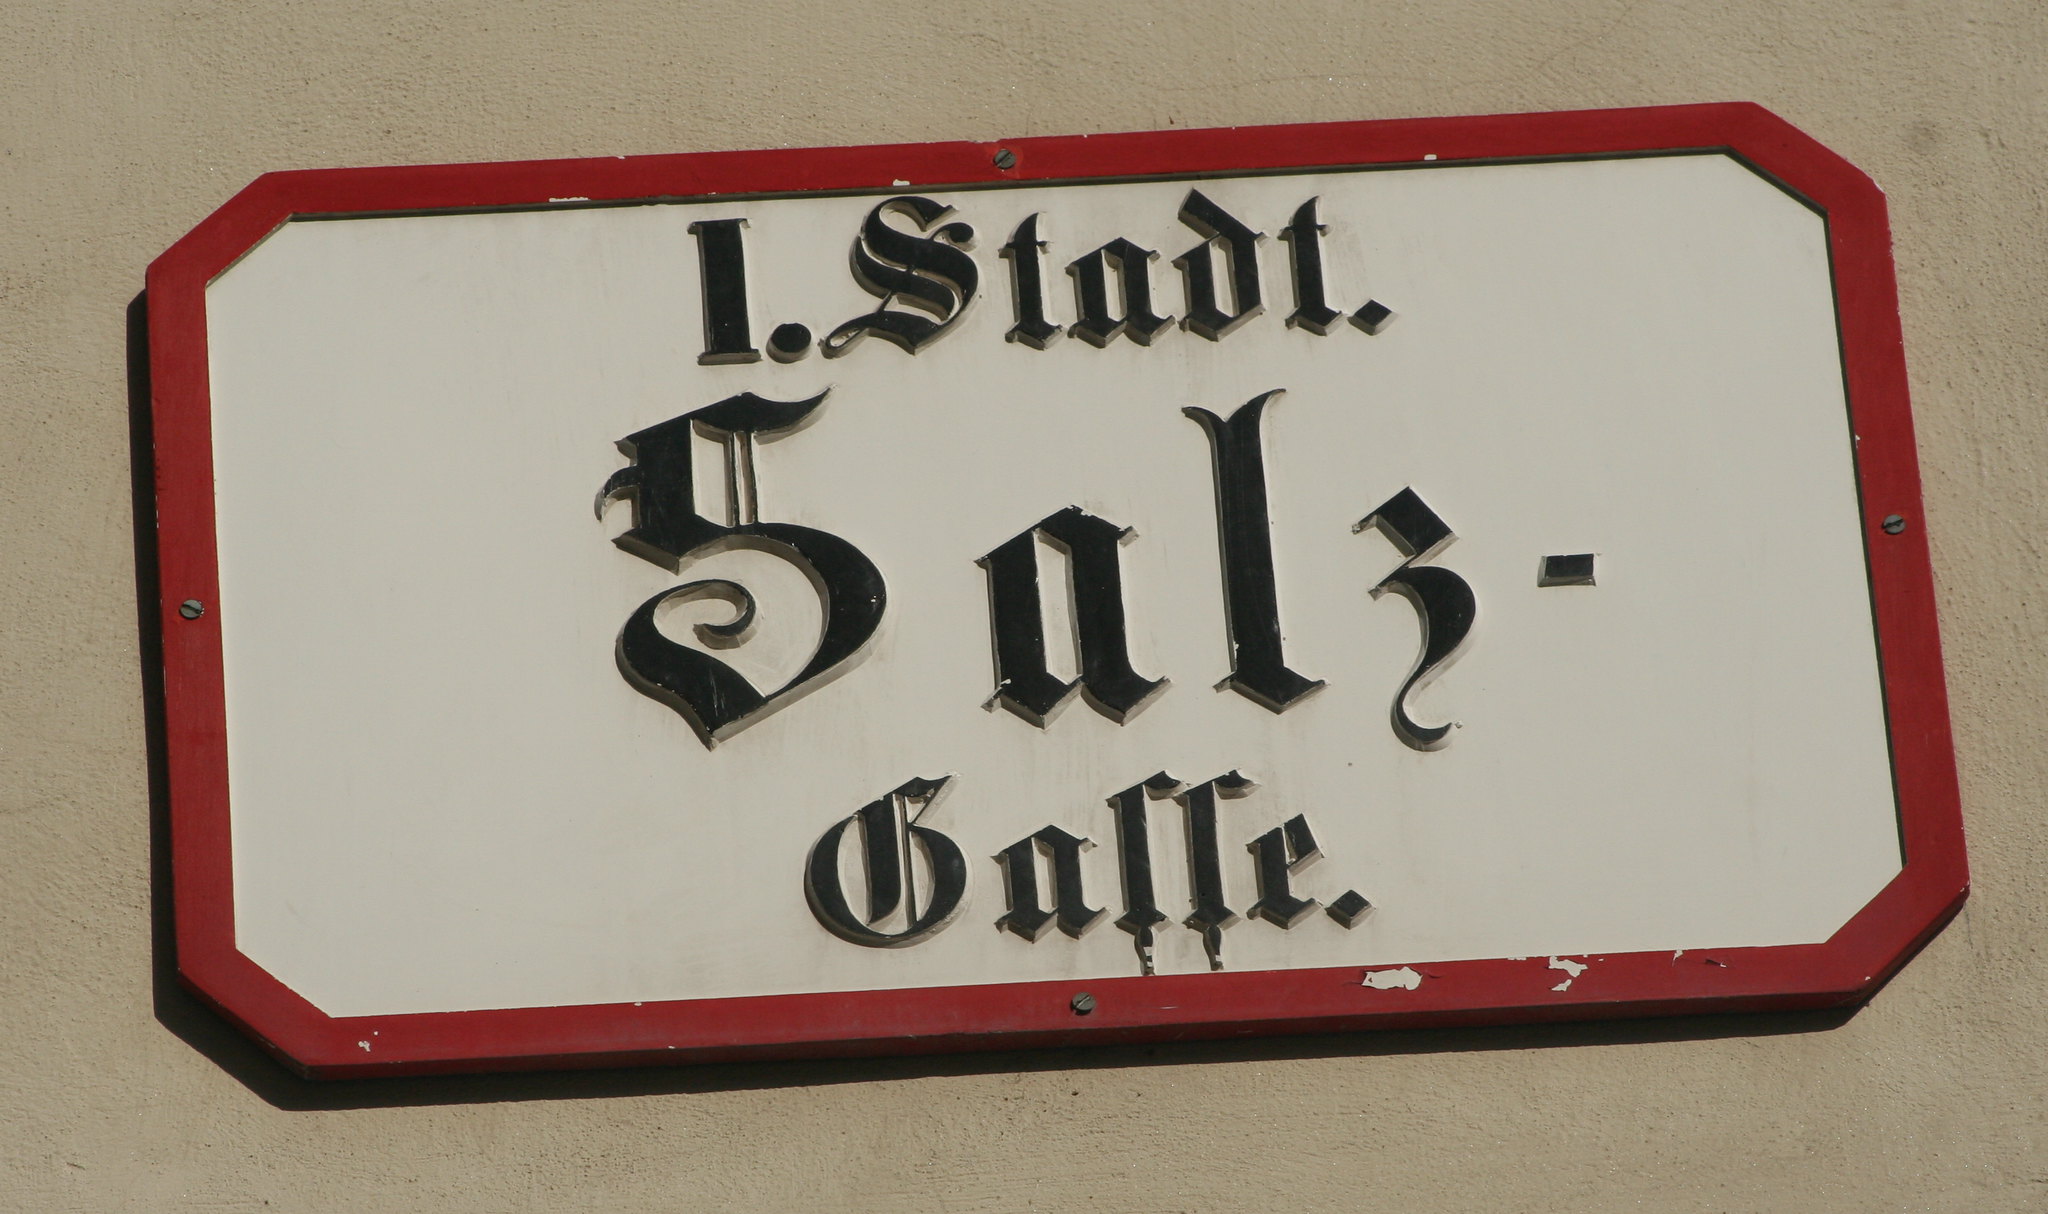 I. Stadt.
Salz-
Gasse.